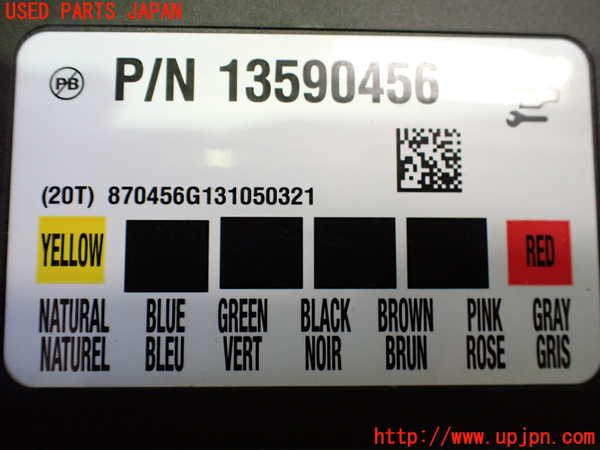 USED PARTS JAPAN
PB P/N 13590456
(20T) 870456G131050321
YELLOW RED
NATURAL BLUE GREEN BLACK BROWN PINK GRAY
NATUREL BLEU VERT NOIR BRUN ROSE GRIS
http://www.upjpn.com/